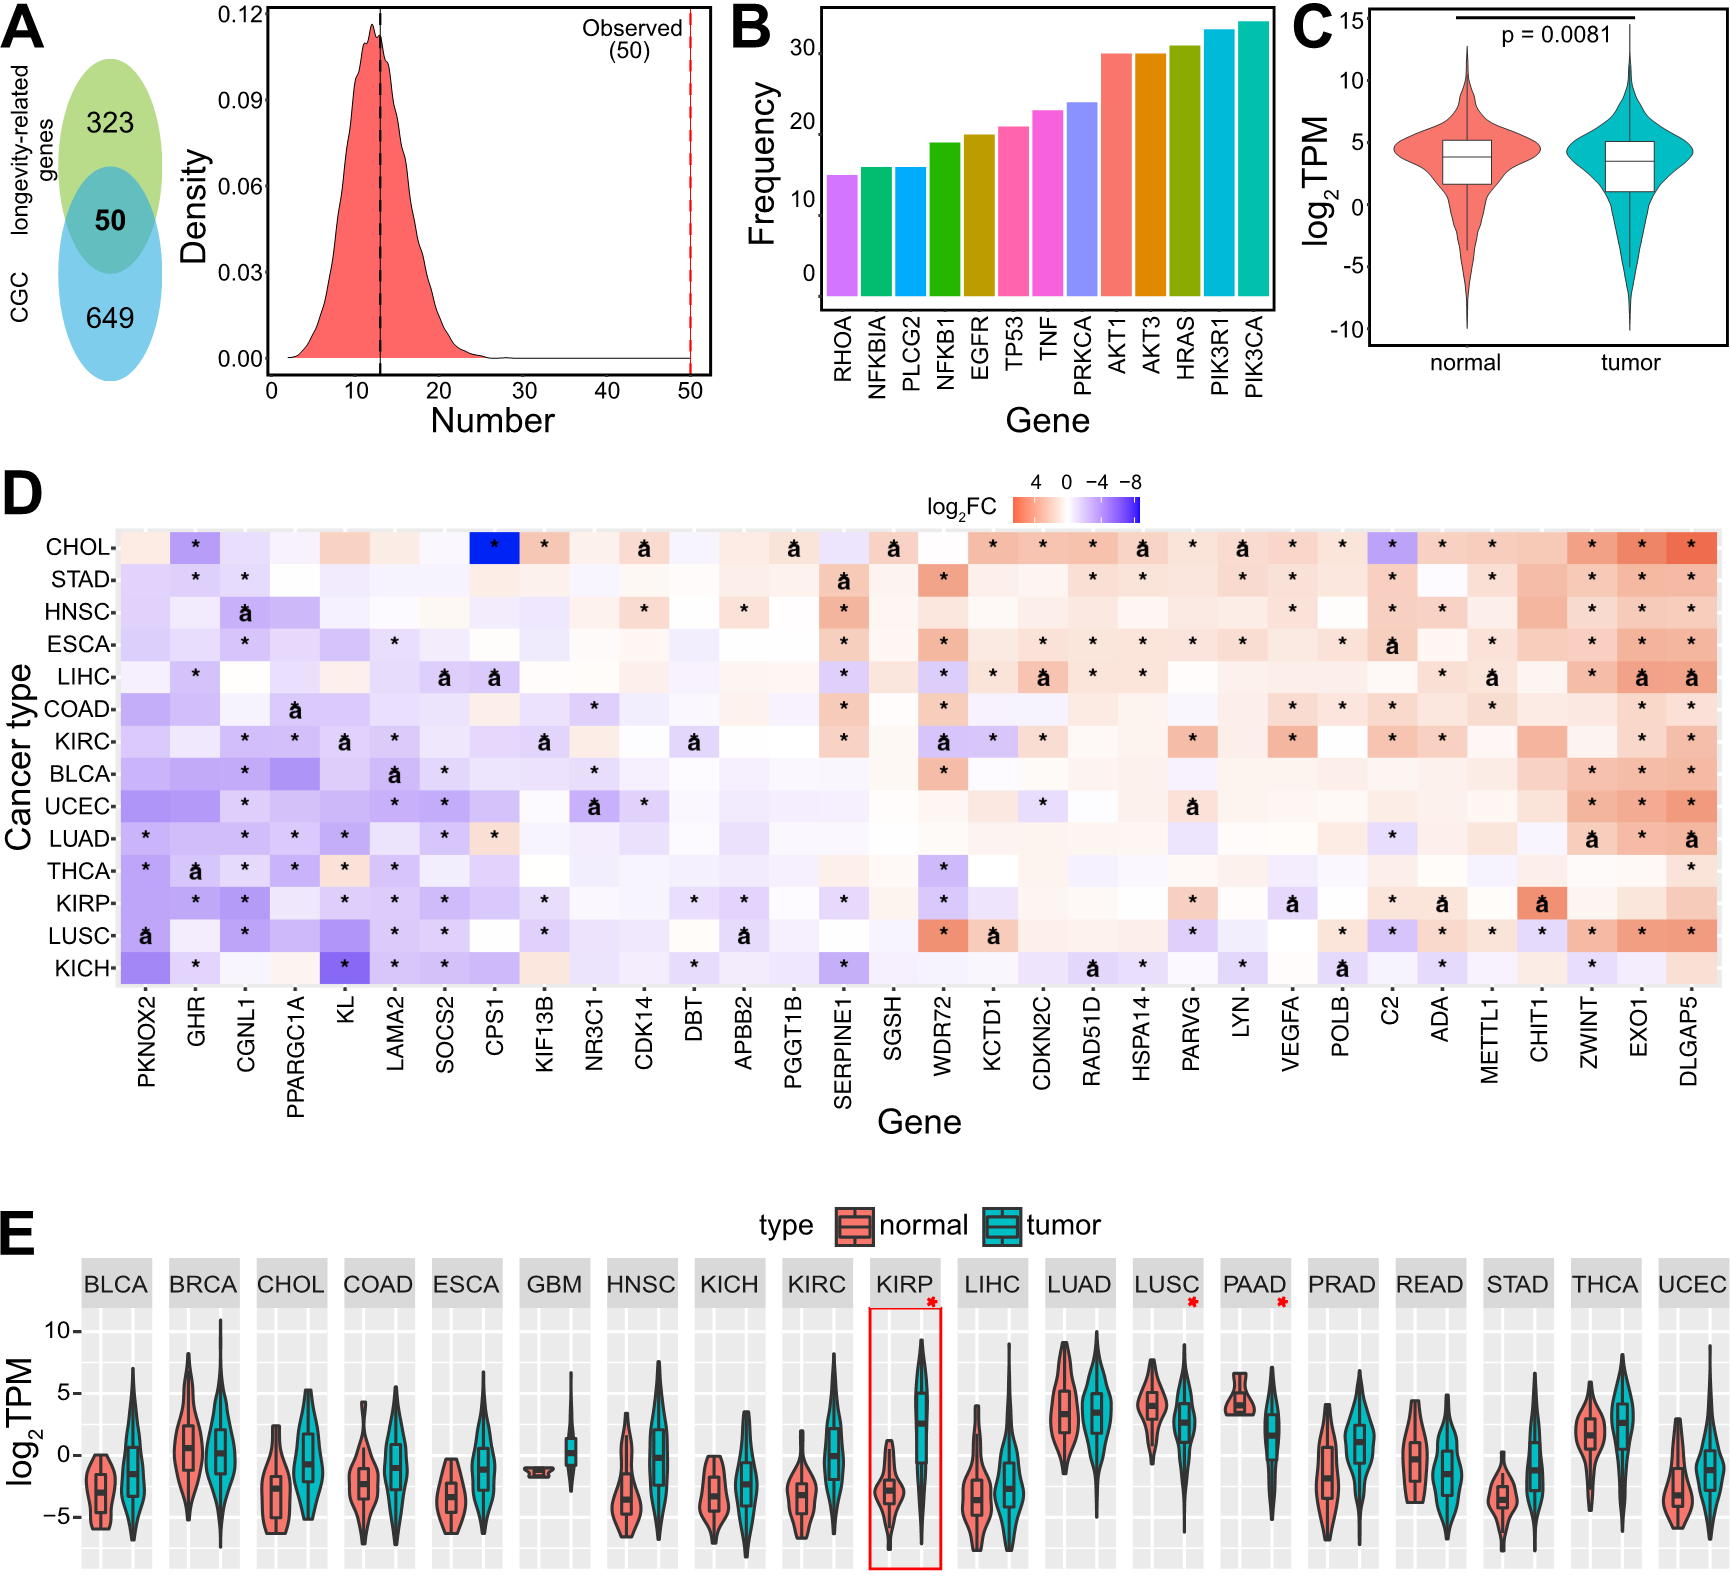 A
longevity-related
genes
CGC
323
50
649
Density
0.12
0.09
0.06
0.03
0.00
Observed
(50)
0 10 20 30 40 50
Number
B
Frequency
30
20
10
0
RHOA NFKBIA PLCG2 NFKB1 EGFR TP53 TNF PRKCA AKT1 AKT3 HRAS PIK3R1 PIK3CA
Gene
C
log2TPM
15
10
5
0
-5
-10
p = 0.0081
normal tumor
D
log2FC
4 0 −4 −8
Cancer type
CHOL * * * a * a * a * * * * a * * a * * * * * * * * *
STAD * * a * * * * * * * * * *
HNSC a * * * * * * * * *
ESCA * * * * * * * * * * * a * * * *
LIHC * a a * * * a * * * a * a a
COAD a * * * * * * * * *
KIRC * * a * a a * a * * * * * * * *
BLCA * a * * * * * *
UCEC * * * a * * a * * *
LUAD * * * * * * * * a * a
THCA * a * * * * * *
KIRP * * * * * * * * * * * a * a a
LUSC a * * * * a * a * * * * * * * * *
KICH * * * * * * a * * a * *
PKNOX2 GHR CGNL1 PPARGC1A KL LAMA2 SOCS2 CPS1 KIF13B NR3C1 CDK14 DBT APBB2 PGGT1B SERPINE1 SGSH WDR72 KCTD1 CDKN2C RAD51D HSPA14 PARVG LYN VEGFA POLB C2 ADA METTL1 CHIT1 ZWINT EXO1 DLGAP5
Gene
E
type normal tumor
BLCA BRCA CHOL COAD ESCA GBM HNSC KICH KIRC KIRP* LIHC LUAD LUSC* PAAD* PRAD READ STAD THCA UCEC
log2TPM
10
5
0
−5